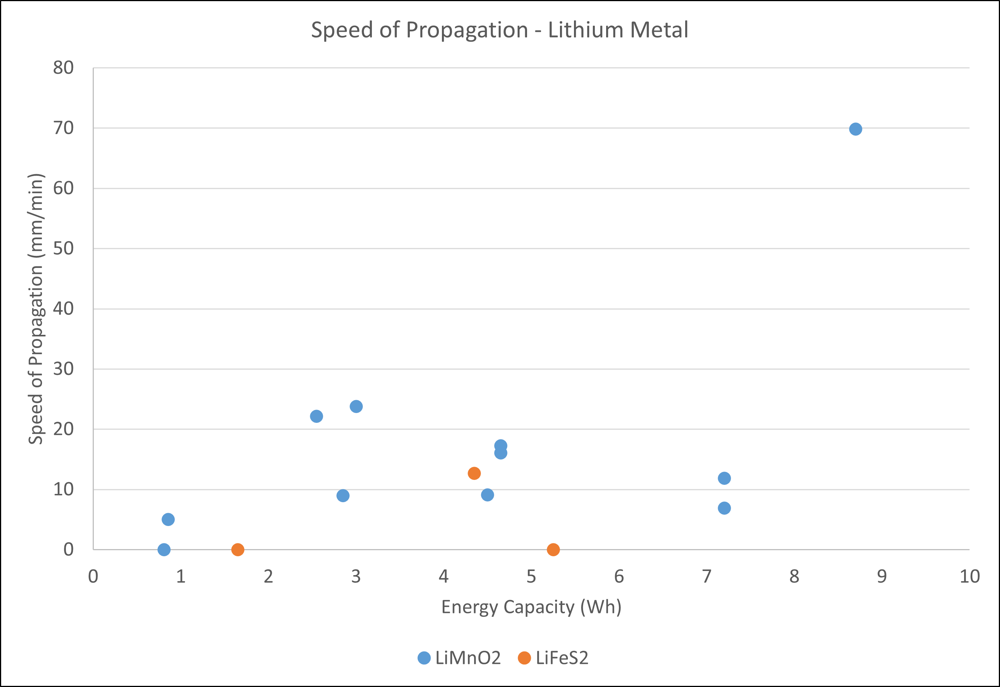 Speed of Propagation - Lithium Metal
80
70
60
50
40
30
20
10
0
Speed of Propagation (mm/min)
0 1 2 3 4 5 6 7 8 9 10
Energy Capacity (Wh)
LiMnO2 LiFeS2